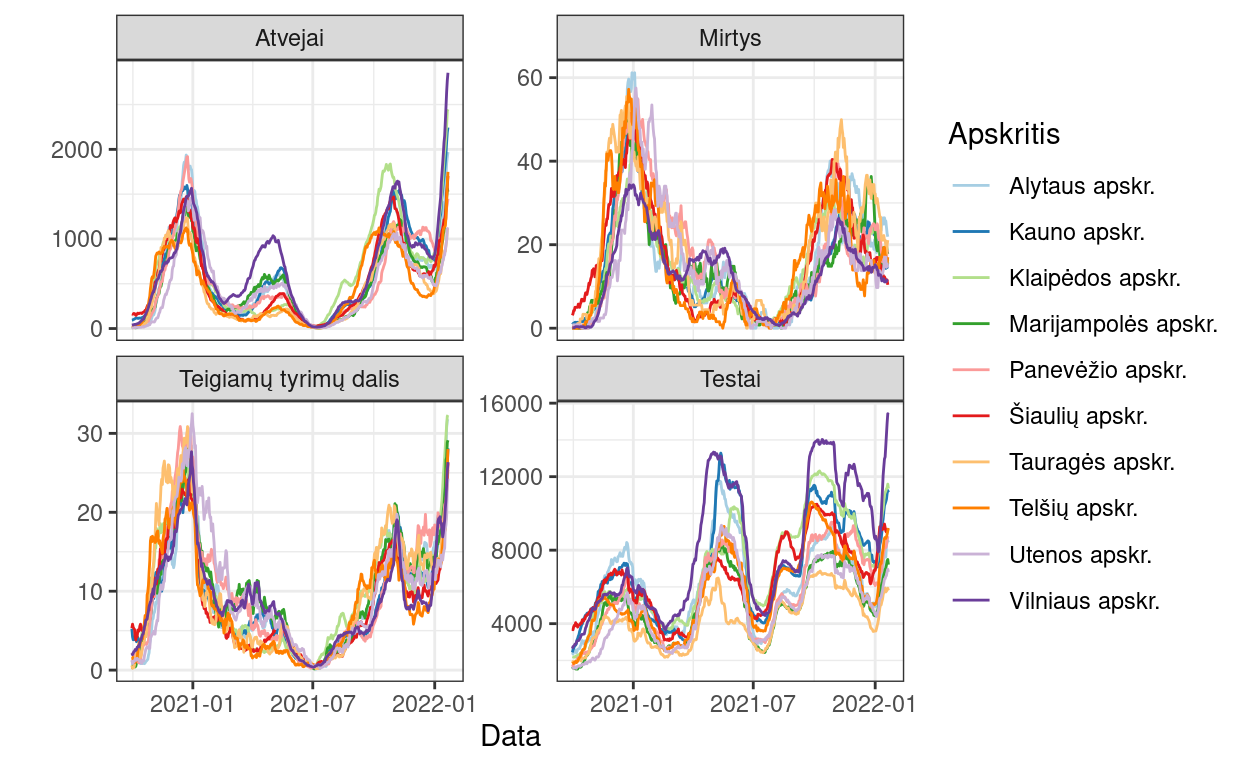 Atvejai
Mirtys
2000
1000
0
60
40
20
0
Teigiamų tyrimų dalis
Testai
30
20
10
0
16000
12000
8000
4000
2021-01 2021-07 2022-01
2021-01 2021-07 2022-01
Data
Apskritis
Alytaus apskr.
Kauno apskr.
Klaipėdos apskr.
Marijampolės apskr.
Panevėžio apskr.
Šiaulių apskr.
Tauragės apskr.
Telšių apskr.
Utenos apskr.
Vilniaus apskr.